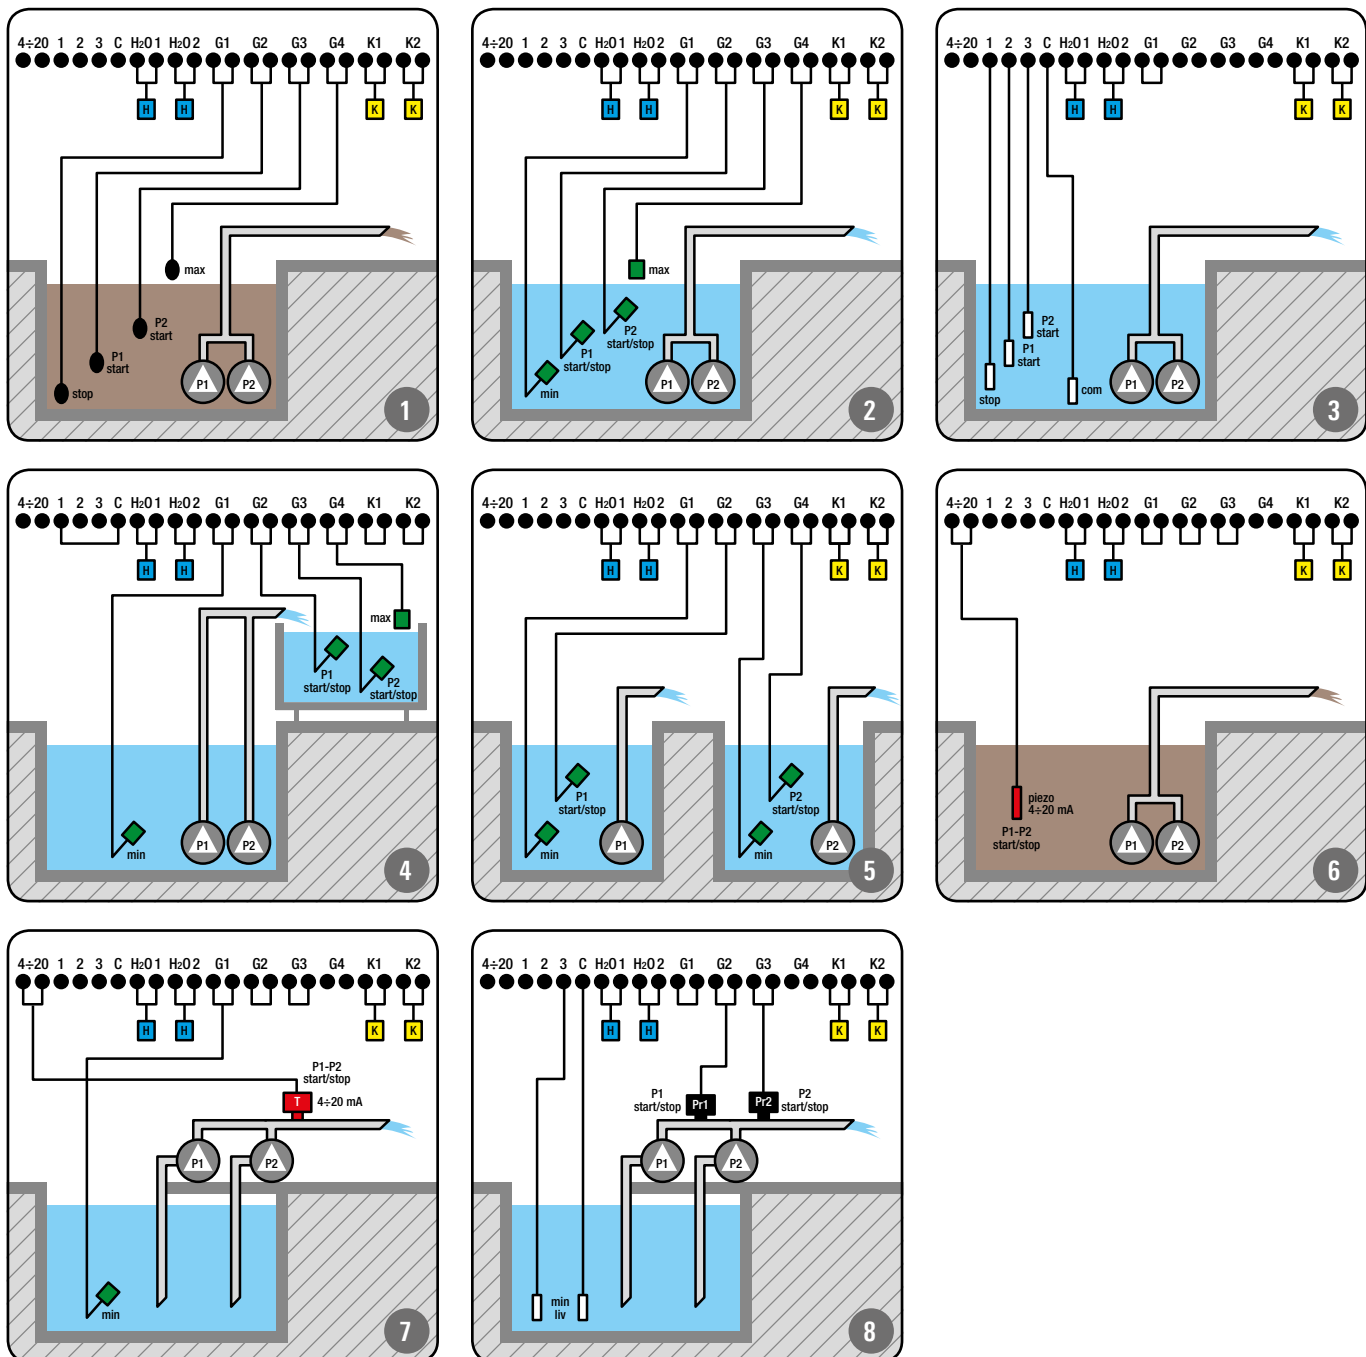 4÷20 1 2 3 C H2O 1 H2O 2 G1 G2 G3 G4 K1 K2
H H K K
max
P2
start
P1
start
stop
P1 P2
1
4÷20 1 2 3 C H2O 1 H2O 2 G1 G2 G3 G4 K1 K2
H H K K
max
P2
start/stop
P1
start/stop
min
P1 P2
2
4÷20 1 2 3 C H2O 1 H2O 2 G1 G2 G3 G4 K1 K2
H H K K
P2
start
P1
start
stop
com
P1 P2
3
4÷20 1 2 3 C H2O 1 H2O 2 G1 G2 G3 G4 K1 K2
H H
max
P1
start/stop
P2
start/stop
min
P1 P2
4
4÷20 1 2 3 C H2O 1 H2O 2 G1 G2 G3 G4 K1 K2
H H K K
P1
start/stop
min
P1
P2
start/stop
min
P2
5
4÷20 1 2 3 C H2O 1 H2O 2 G1 G2 G3 G4 K1 K2
H H K K
piezo
4÷20 mA
P1-P2
start/stop
P1 P2
6
4÷20 1 2 3 C H2O 1 H2O 2 G1 G2 G3 G4 K1 K2
H H K K
P1-P2
start/stop
T 4÷20 mA
P1 P2
min
7
4÷20 1 2 3 C H2O 1 H2O 2 G1 G2 G3 G4 K1 K2
H H K K
P1
start/stop
Pr1
Pr2
P2
start/stop
P1 P2
min
liv
8